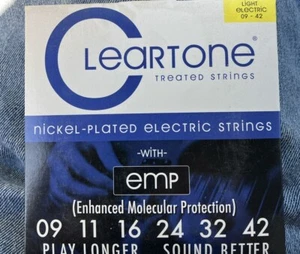 LIGHT
ELECTRIC
09 - 42
CLEARTONE®
TREATED STRINGS
NICKEL-PLATED ELECTRIC STRINGS
-WITH-
emp
(Enhanced Molecular Protection)
09 11 16 24 32 42
PLAY LONGER SOUND BETTER